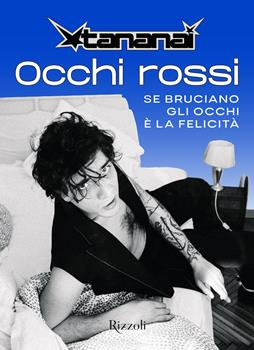 tananai
Occhi rossi
SE BRUCIANO
GLI OCCHI
È LA FELICITÀ
Rizzoli